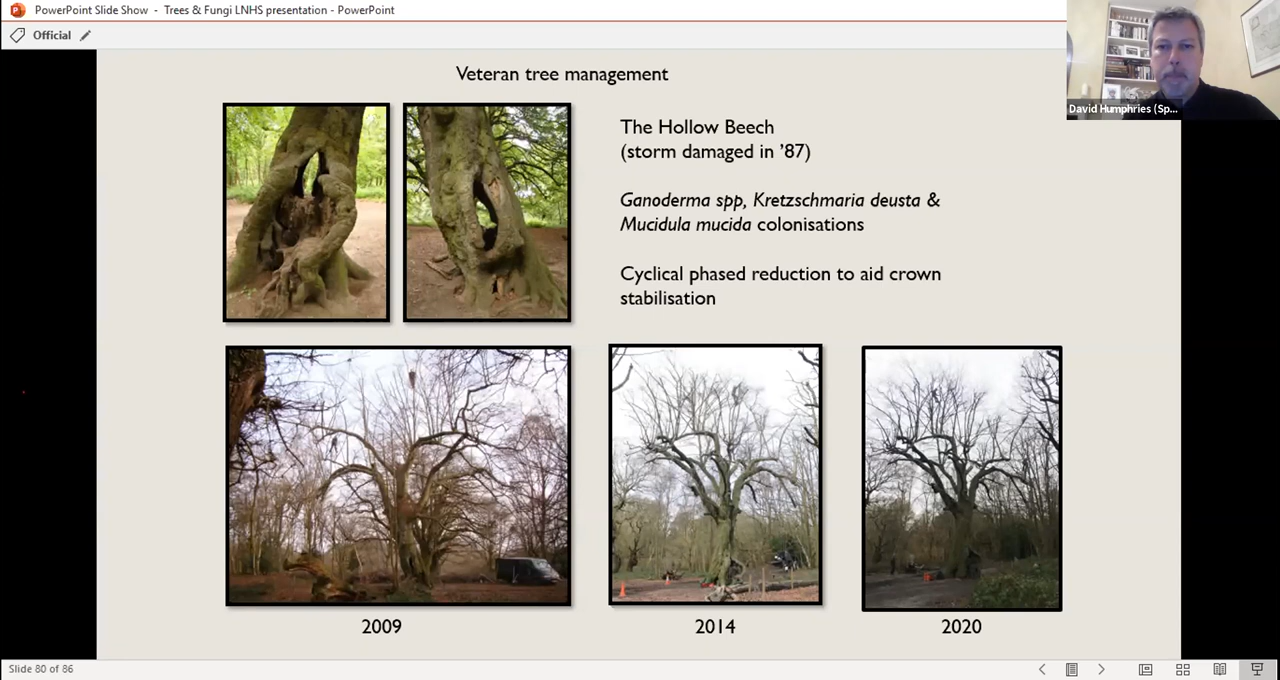 PowerPoint Slide Show - Trees & Fungi LNHS presentation - PowerPoint
Official
David Humphries (Sp...
Veteran tree management
The Hollow Beech
(storm damaged in ’87)
Ganoderma spp, Kretzschmaria deusta &
Mucidula mucida colonisations
Cyclical phased reduction to aid crown
stabilisation
2009
2014
2020
Slide 80 of 86